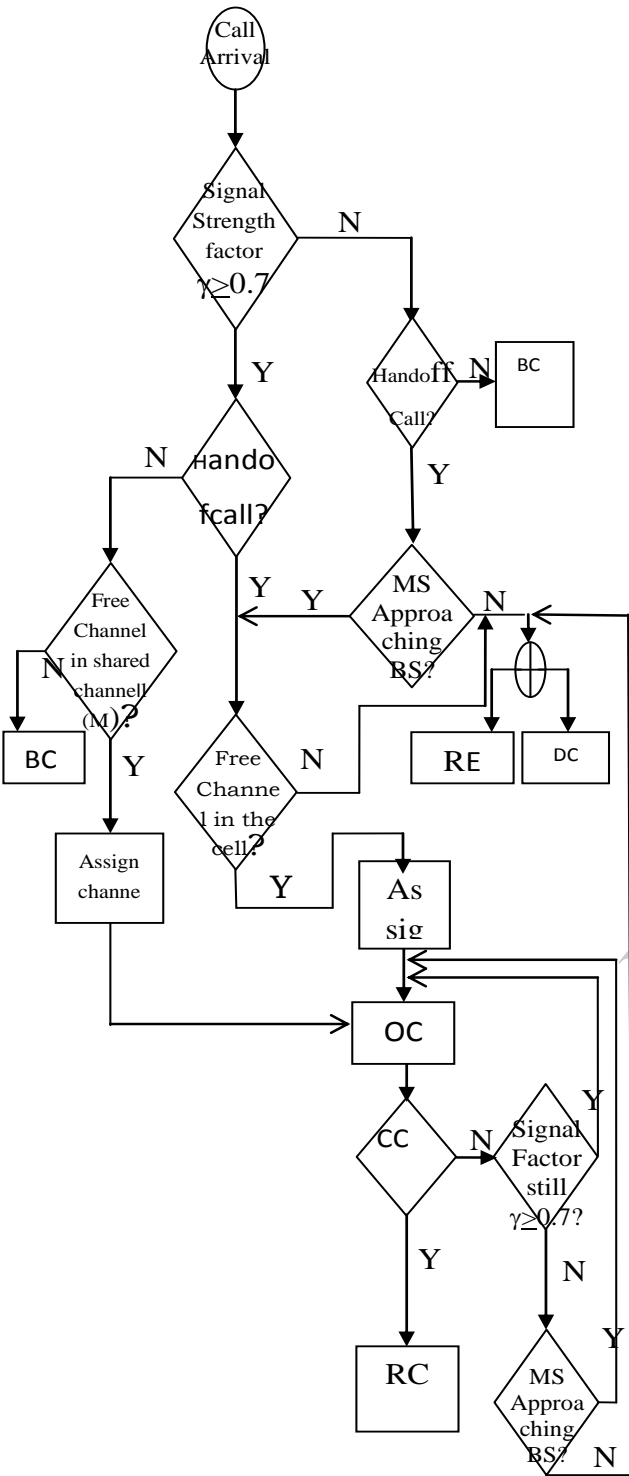 Call
Arrival
Signal
Strength
factor
γ≥0.7
N
Y
Handoff
Call?
N
BC
Y
Hando
fcall?
N
Y
MS
Approa
ching
BS?
Y
N
Free
Channel
in shared
channell
(M)?
N
BC
Y
RE
DC
Free
Channe
l in the
cell?
N
Y
Assign
channe
As
sig
OC
CC
N
Signal
Factor
still
γ≥0.7?
Y
Y
N
RC
MS
Approa
ching
BS?
Y
N